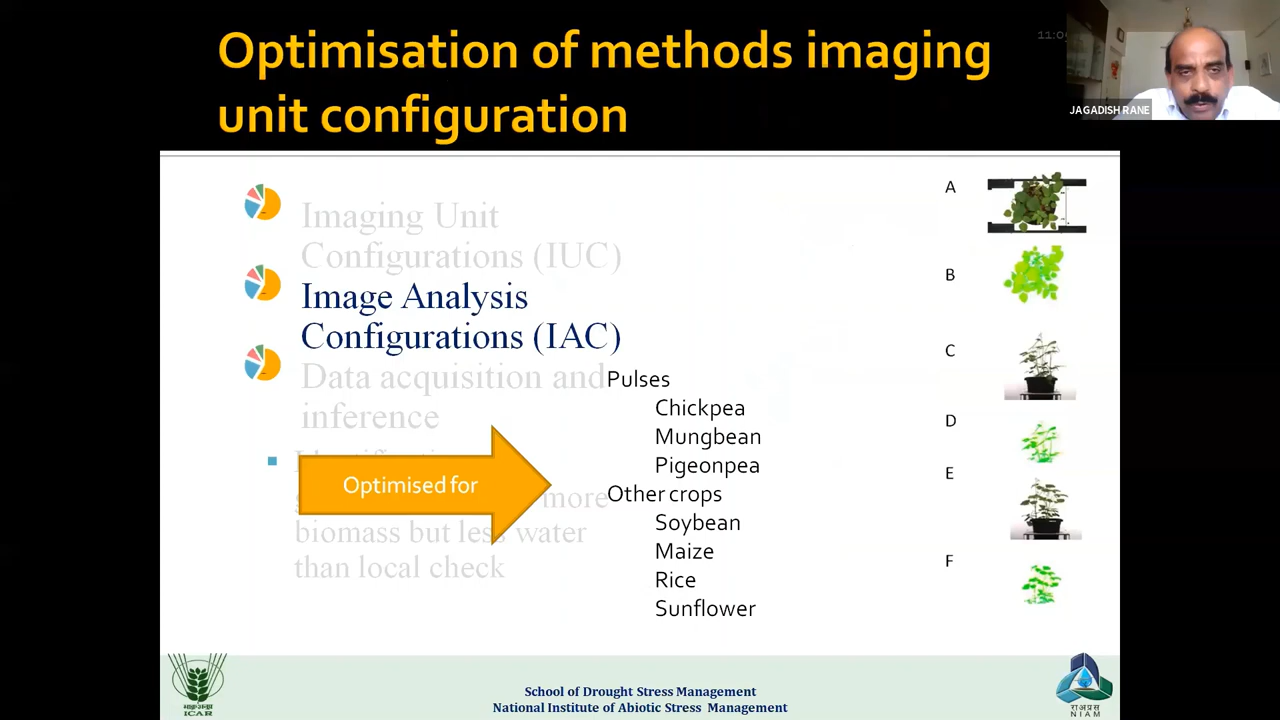 Optimisation of methods imaging
unit configuration
JAGADISH RANE
Imaging Unit
Configurations (IUC)
Image Analysis
Configurations (IAC)
Data acquisition and
inference
more
biomass but less water
than local check
Optimised for
Pulses
Chickpea
Mungbean
Pigeonpea
Other crops
Soybean
Maize
Rice
Sunflower
A
B
C
D
E
F
School of Drought Stress Management
National Institute of Abiotic Stress Management
ICAR
NIAM